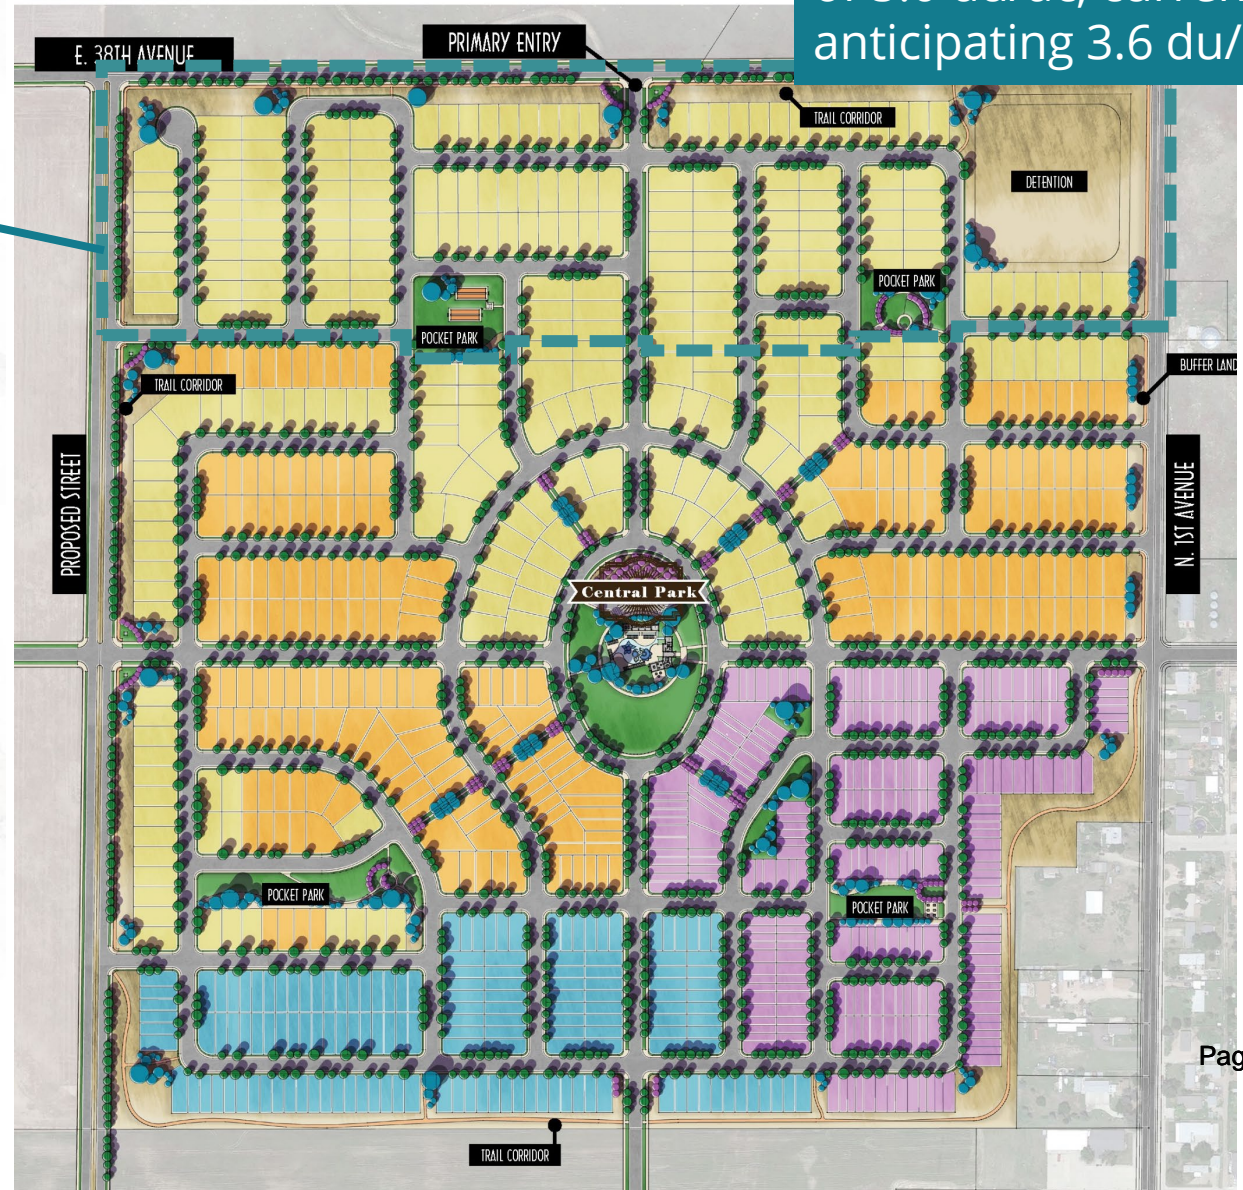 anticipating 3.6 du/
E. 38TH AVENUE
PRIMARY ENTRY
TRAIL CORRIDOR
DETENTION
POCKET PARK
POCKET PARK
TRAIL CORRIDOR
BUFFER LAND
PROPOSED STREET
N. 1ST AVENUE
Central Park
POCKET PARK
POCKET PARK
Pag
TRAIL CORRIDOR